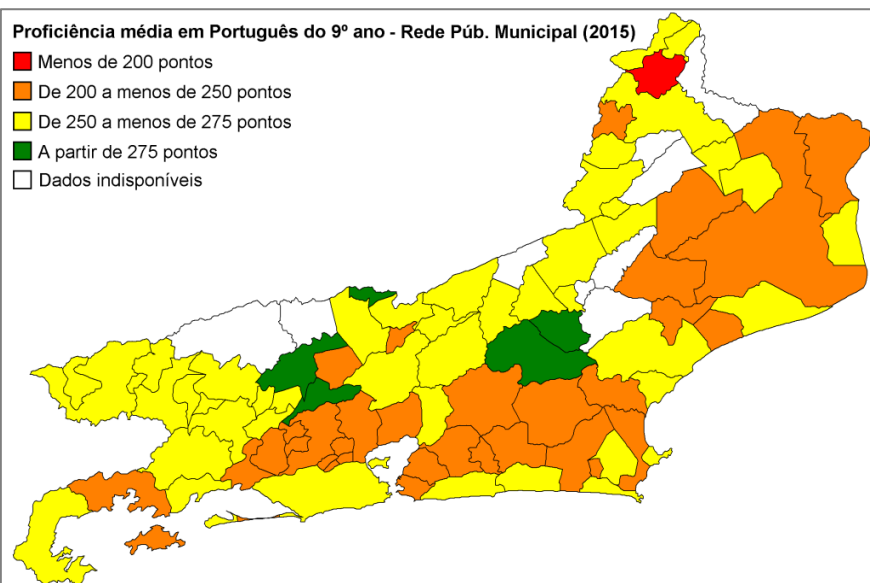 Proficiência média em Português do 9º ano - Rede Púb. Municipal (2015)
Menos de 200 pontos
De 200 a menos de 250 pontos
De 250 a menos de 275 pontos
A partir de 275 pontos
Dados indisponíveis